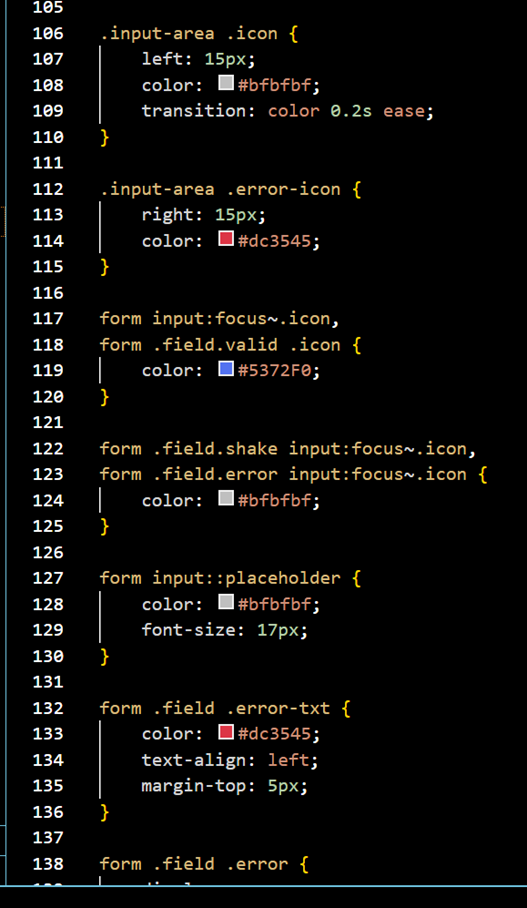 105
106 .input-area .icon {
107 left: 15px;
108 color: #bfbfbf;
109 transition: color 0.2s ease;
110 }
111
112 .input-area .error-icon {
113 right: 15px;
114 color: #dc3545;
115 }
116
117 form input:focus~.icon,
118 form .field.valid .icon {
119 color: #5372F0;
120 }
121
122 form .field.shake input:focus~.icon,
123 form .field.error input:focus~.icon {
124 color: #bfbfbf;
125 }
126
127 form input::placeholder {
128 color: #bfbfbf;
129 font-size: 17px;
130 }
131
132 form .field .error-txt {
133 color: #dc3545;
134 text-align: left;
135 margin-top: 5px;
136 }
137
138 form .field .error {